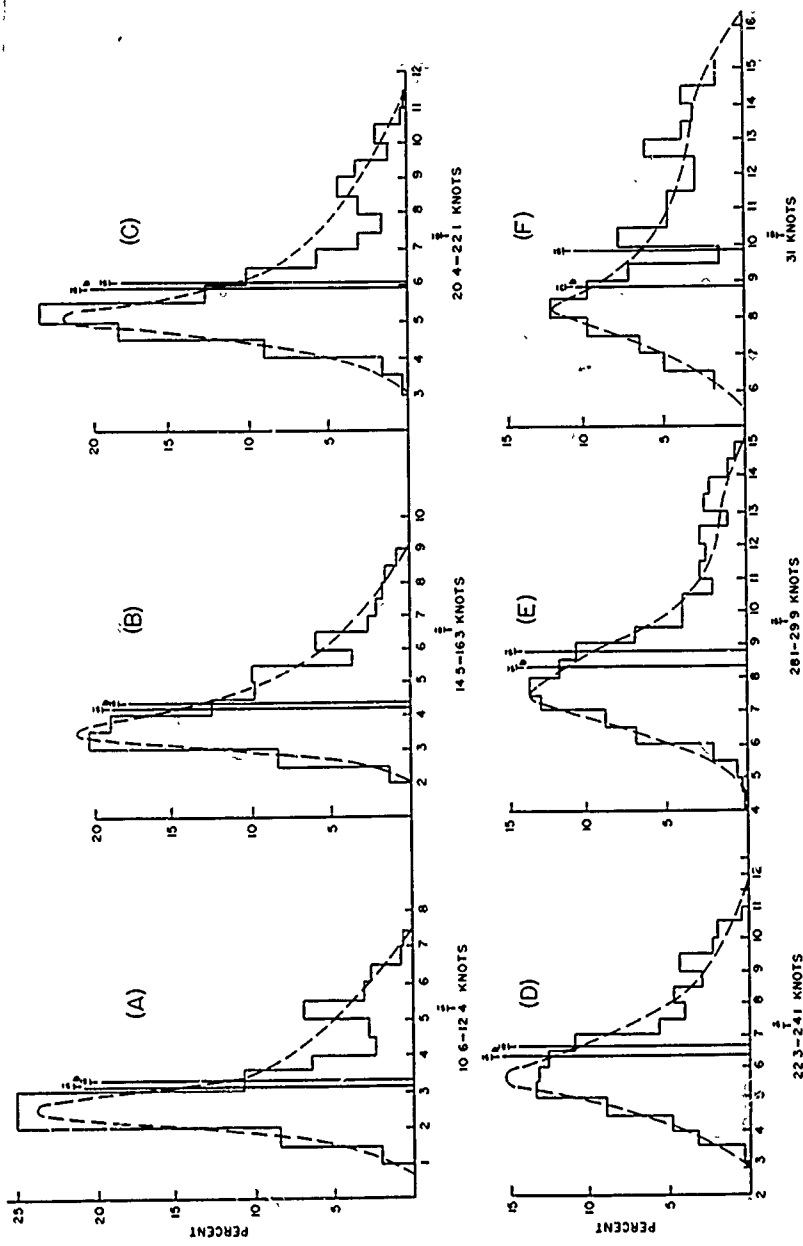 (A)
(B)
(C)
PERCENT
25
20
15
10
5
20
15
10
5
20
15
10
5
1 2 3 4 5 6 7 8
2 3 4 5 6 7 8 9 10
3 4 5 6 7 8 9 10 11 12
10 6-12 4 KNOTS
14 5-16 3 KNOTS
20 4-22 1 KNOTS
(D)
(E)
(F)
PERCENT
15
10
5
15
10
5
15
10
5
2 3 4 5 6 7 8 9 10 11 12
4 5 6 7 8 9 10 11 12 13 14 15
6 7 8 9 10 11 12 13 14 15 16
22 3-24 1 KNOTS
28 1-29 9 KNOTS
31 KNOTS